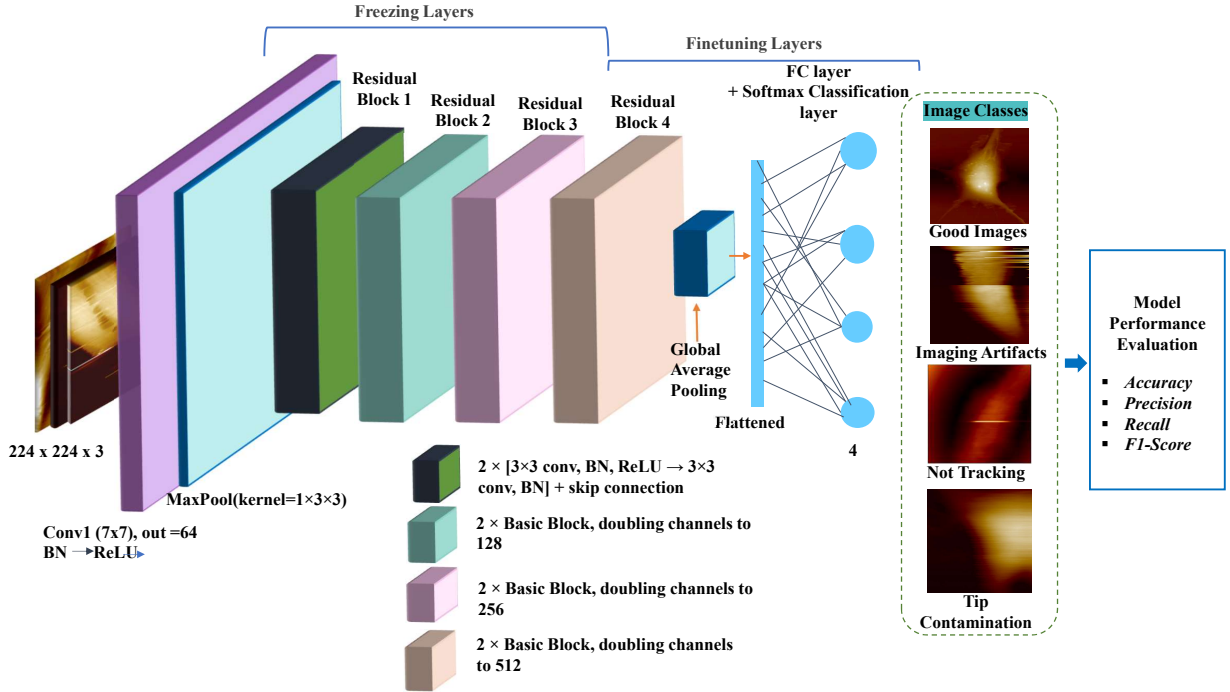 Freezing Layers
Finetuning Layers
Residual
Block 1
Residual
Block 2
Residual
Block 3
Residual
Block 4
FC layer
+ Softmax Classification
layer
Image Classes
Good Images
Imaging Artifacts
Not Tracking
Tip
Contamination
Model
Performance
Evaluation
▪ Accuracy
▪ Precision
▪ Recall
▪ F1-Score
Global
Average
Pooling
Flattened
4
224 x 224 x 3
MaxPool(kernel=1×3×3)
Conv1 (7x7), out =64
BN → ReLU
2 × [3×3 conv, BN, ReLU → 3×3
conv, BN] + skip connection
2 × Basic Block, doubling channels to
128
2 × Basic Block, doubling channels to
256
2 × Basic Block, doubling channels
to 512